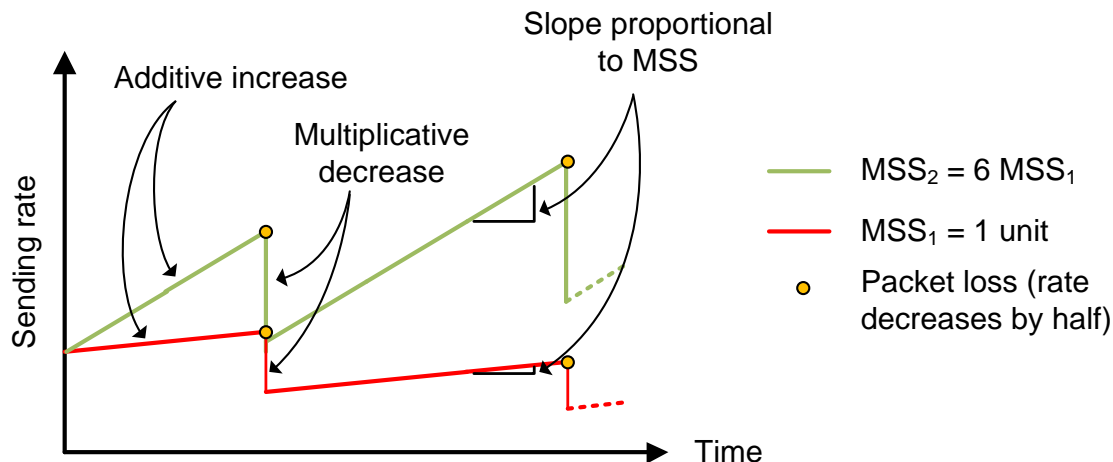 Slope proportional
to MSS
Additive increase
Multiplicative
decrease
Sending rate
MSS₂ = 6 MSS₁
MSS₁ = 1 unit
Packet loss (rate
decreases by half)
Time